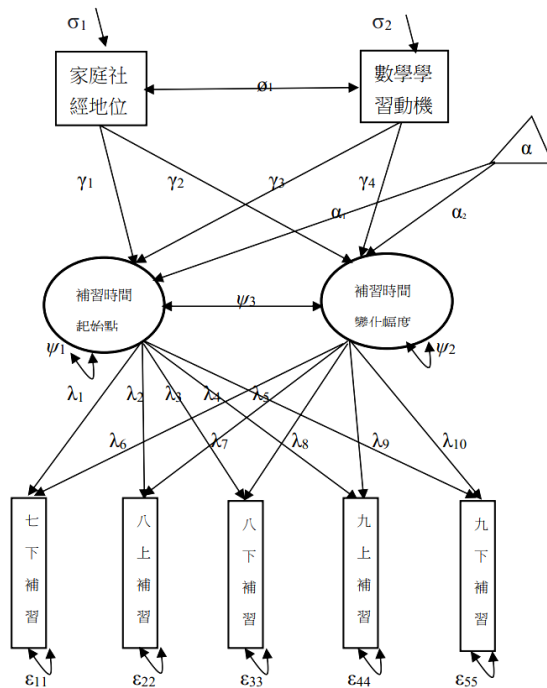 σ1 σ2
家庭社
經地位
ø1
數學學
習動機
α
γ1 γ2 γ3 γ4
α1 α2
補習時間
起始點
ψ3
補習時間
變化幅度
ψ1 ψ2
λ1 λ2 λ3 λ4 λ5
λ6 λ7 λ8 λ9 λ10
七下補習
八上補習
八下補習
九上補習
九下補習
ε11 ε22 ε33 ε44 ε55